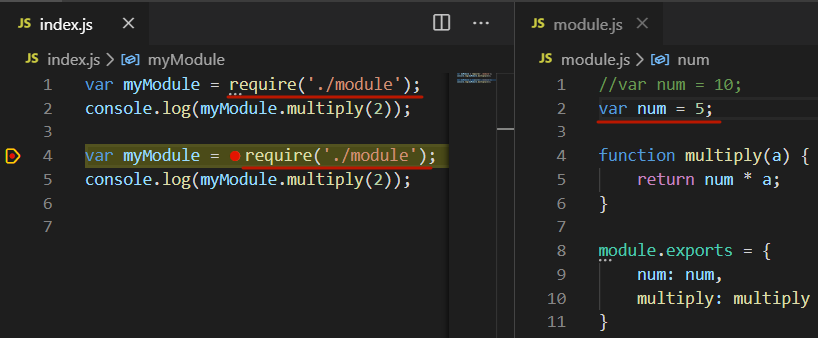 JS index.js
JS index.js > myModule
1 var myModule = require('./module');
2 console.log(myModule.multiply(2));
3
4 var myModule = require('./module');
5 console.log(myModule.multiply(2));
6
7
JS module.js
JS module.js > num
1 //var num = 10;
2 var num = 5;
3
4 function multiply(a) {
5 return num * a;
6 }
7
8 module.exports = {
9 num: num,
10 multiply: multiply
11 }